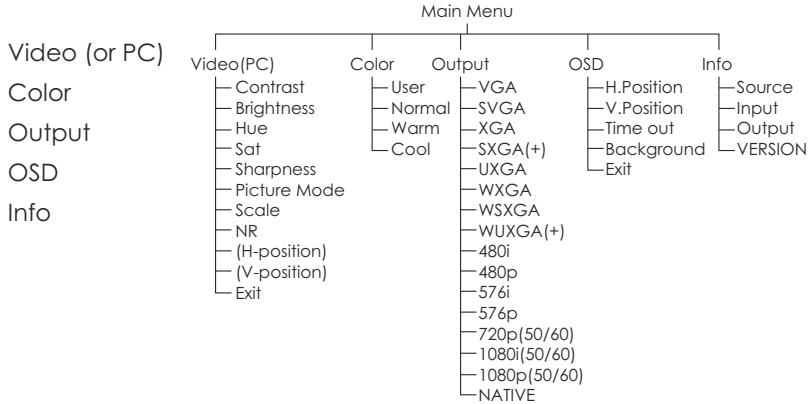 Main Menu
Video (or PC)
Color
Output
OSD
Info
Video(PC)
Contrast
Brightness
Hue
Sat
Sharpness
Picture Mode
Scale
NR
(H-position)
(V-position)
Exit
Color
User
Normal
Warm
Cool
Output
VGA
SVGA
XGA
SXGA(+)
UXGA
WXGA
WSXGA
WUXGA(+)
480i
480p
576i
576p
720p(50/60)
1080i(50/60)
1080p(50/60)
NATIVE
OSD
H.Position
V.Position
Time out
Background
Exit
Info
Source
Input
Output
VERSION